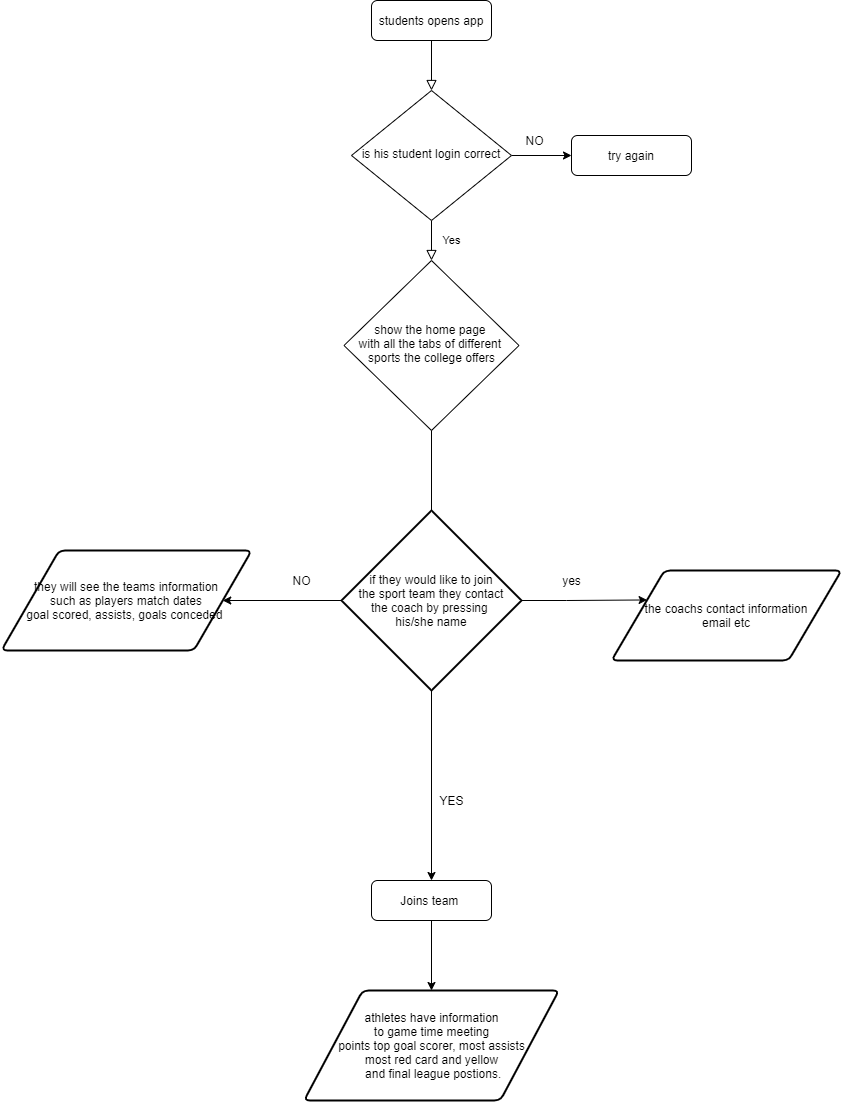 students opens app
is his student login correct
NO
try again
Yes
show the home page
with all the tabs of different
sports the college offers
they will see the teams information
such as players match dates
goal scored, assists, goals conceded
NO
if they would like to join
the sport team they contact
the coach by pressing
his/she name
yes
the coachs contact information
email etc
YES
Joins team
athletes have information
to game time meeting
points top goal scorer, most assists,
most red card and yellow
and final league postions.